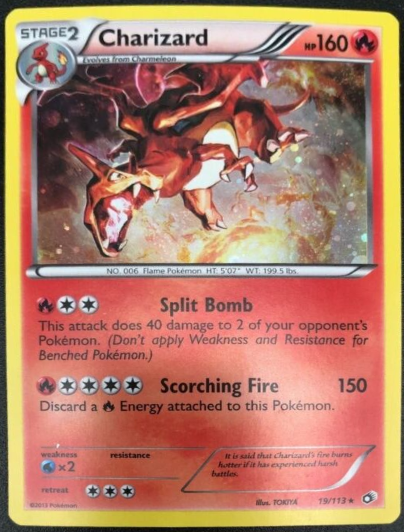 STAGE2 Charizard HP160
Evolves from Charmeleon
NO. 006 Flame Pokémon HT: 5'07" WT: 199.5 lbs.
Split Bomb
This attack does 40 damage to 2 of your opponent's
Pokémon. (Don't apply Weakness and Resistance for
Benched Pokémon.)
Scorching Fire 150
Discard a Energy attached to this Pokémon.
weakness resistance
×2
retreat
It is said that Charizard's fire burns
hotter if it has experienced harsh
battles.
Illus. TOKIYA 19/113 ★
©2013 Pokémon